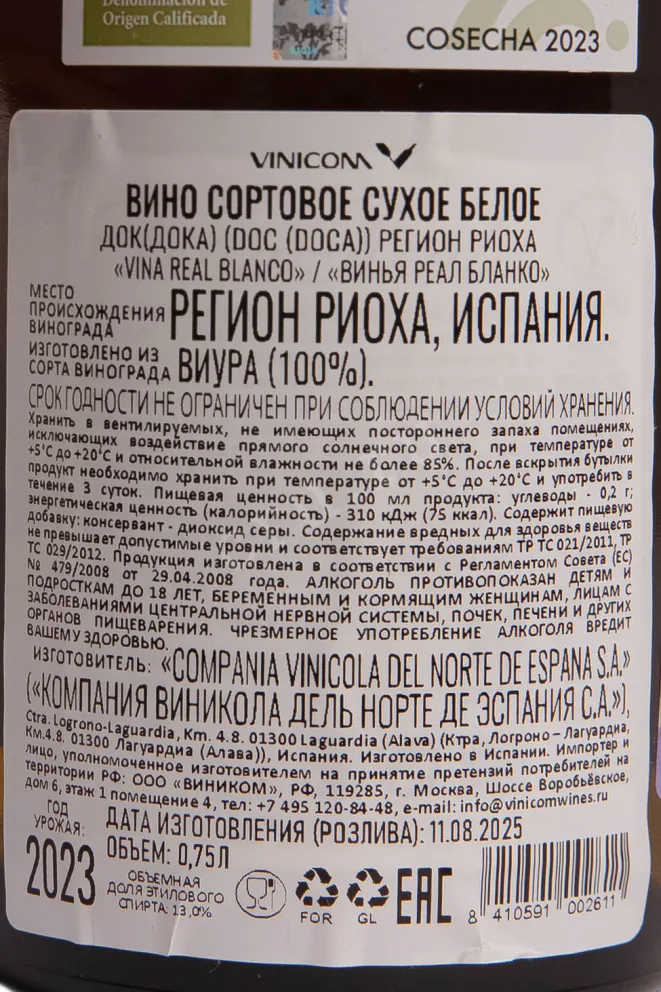 Denominación de
Origen Calificada
COSECHA 2023
VINICOM
ВИНО СОРТОВОЕ СУХОЕ БЕЛОЕ
ДОК(ДОКА) (DOC (DOCA)) РЕГИОН РИОХА
«VINA REAL BLANCO» / «ВИНЬЯ РЕАЛ БЛАНКО»
МЕСТО
ПРОИСХОЖДЕНИЯ
ВИНОГРАДА
РЕГИОН РИОХА, ИСПАНИЯ.
ИЗГОТОВЛЕНО ИЗ
СОРТА ВИНОГРАДА
ВИУРА (100%).
СРОК ГОДНОСТИ НЕ ОГРАНИЧЕН ПРИ СОБЛЮДЕНИИ УСЛОВИЙ ХРАНЕНИЯ.
Хранить в вентилируемых, не имеющих постороннего запаха помещениях,
исключающих воздействие прямого солнечного света, при температуре от
+5°С до +20°С и относительной влажности не более 85%. После вскрытия бутылки
продукт необходимо хранить при температуре от +5°С до +20°С и употребить в
течение 3 суток. Пищевая ценность в 100 мл продукта: углеводы - 0,2 г;
энергетическая ценность (калорийность) - 310 кДж (75 ккал). Содержит пищевую
добавку: консервант - диоксид серы. Содержание вредных для здоровья веществ
не превышает допустимые уровни и соответствует требованиям ТР ТС 021/2011, ТР
ТС 029/2012. Продукция изготовлена в соответствии с Регламентом Совета (ЕС)
№ 479/2008 от 29.04.2008 года. АЛКОГОЛЬ ПРОТИВОПОКАЗАН ДЕТЯМ И
ПОДРОСТКАМ ДО 18 ЛЕТ, БЕРЕМЕННЫМ И КОРМЯЩИМ ЖЕНЩИНАМ, ЛИЦАМ С
ЗАБОЛЕВАНИЯМИ ЦЕНТРАЛЬНОЙ НЕРВНОЙ СИСТЕМЫ, ПОЧЕК, ПЕЧЕНИ И ДРУГИХ
ОРГАНОВ ПИЩЕВАРЕНИЯ. ЧРЕЗМЕРНОЕ УПОТРЕБЛЕНИЕ АЛКОГОЛЯ ВРЕДИТ
ВАШЕМУ ЗДОРОВЬЮ.
ИЗГОТОВИТЕЛЬ: «COMPANIA VINICOLA DEL NORTE DE ESPANA S.A.»
(«КОМПАНИЯ ВИНИКОЛА ДЕЛЬ НОРТЕ ДЕ ЭСПАНИЯ С.А.»),
Ctra. Logrono-Laguardia, Km. 4.8. 01300 Laguardia (Alava) (Ктра, Логроно – Лагуардиа,
Км.4.8. 01300 Лагуардиа (Алава)), Испания. Изготовлено в Испании. Импортер и
лицо, уполномоченное изготовителем на принятие претензий потребителей на
территории РФ: ООО «ВИНИКОМ», РФ, 119285, г. Москва, Шоссе Воробьёвское,
дом 6, этаж 1 помещение 4, тел: +7 495 120-84-48, e-mail: info@vinicomwines.ru
ГОД
УРОЖАЯ:
2023
ДАТА ИЗГОТОВЛЕНИЯ (РОЗЛИВА): 11.08.2025
ОБЪЕМ: 0,75Л
ОБЪЕМНАЯ
ДОЛЯ ЭТИЛОВОГО
СПИРТА: 13,0%
FOR
GL
EAC
8 410591 002611